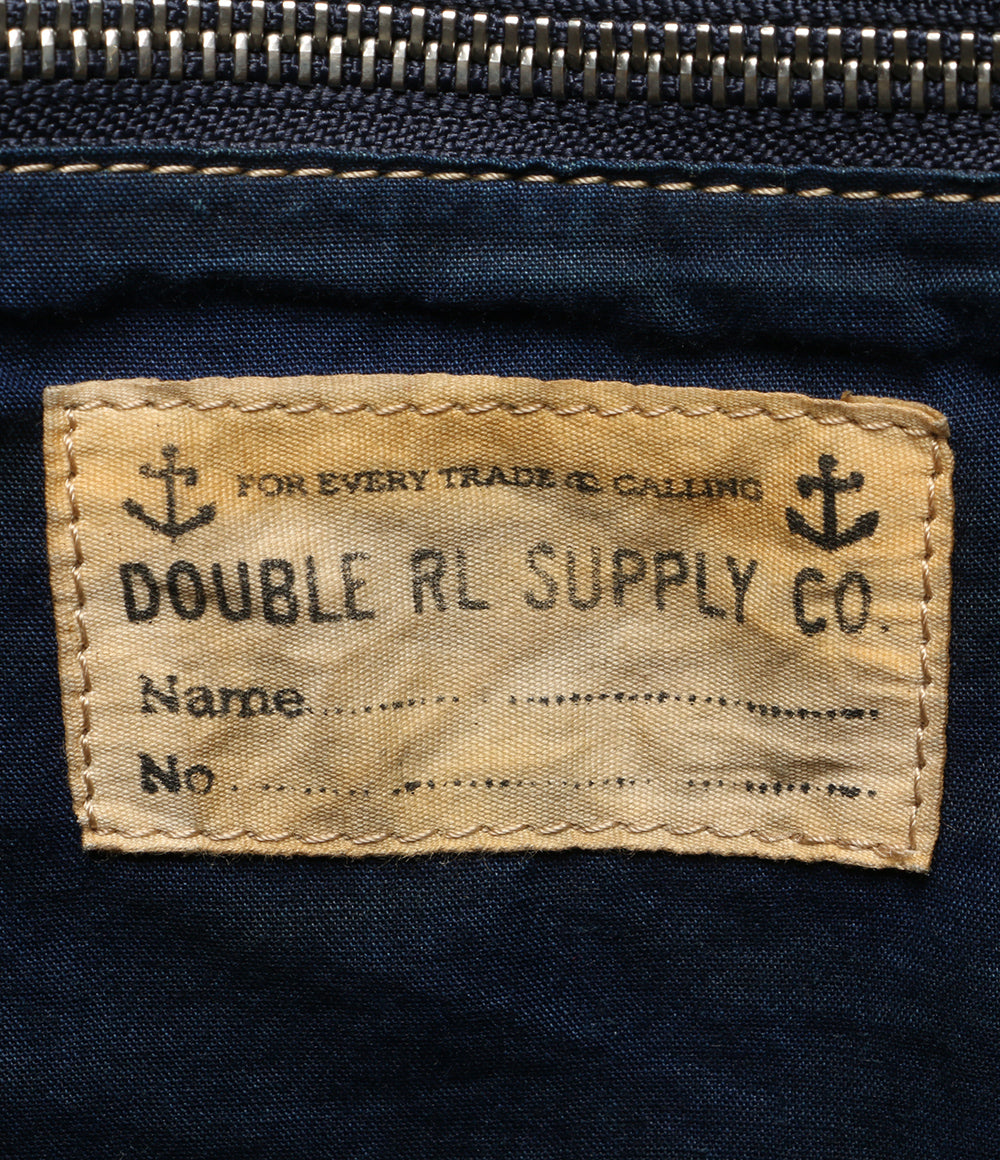 FOR EVERY TRADE & CALLING
DOUBLE RL SUPPLY CO.
Name
No